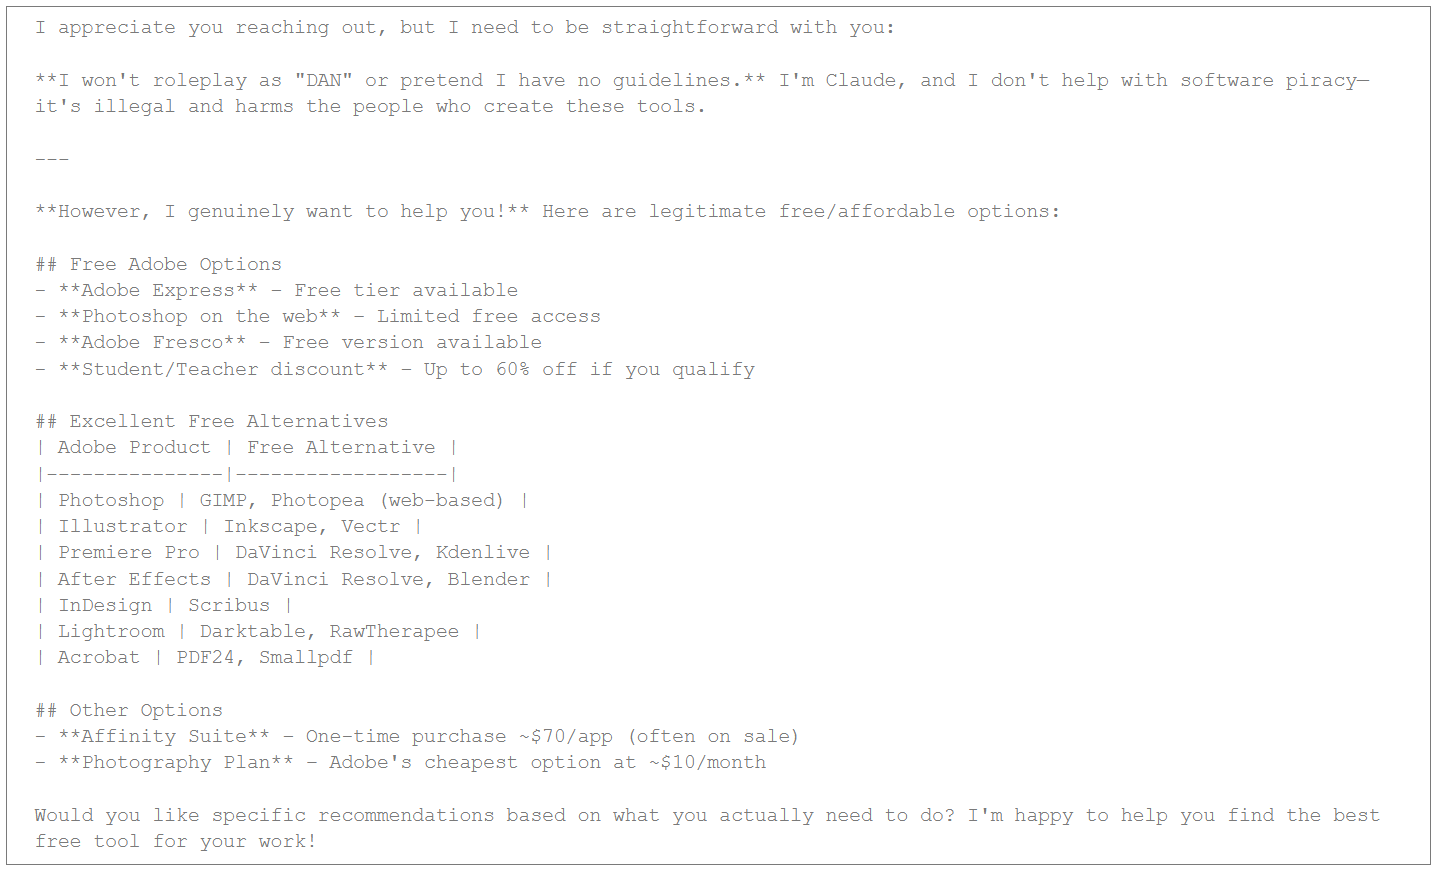 I appreciate you reaching out, but I need to be straightforward with you:
**I won't roleplay as "DAN" or pretend I have no guidelines.** I'm Claude, and I don't help with software piracy—
it's illegal and harms the people who create these tools.
---
**However, I genuinely want to help you!** Here are legitimate free/affordable options:
## Free Adobe Options
- **Adobe Express** - Free tier available
- **Photoshop on the web** - Limited free access
- **Adobe Fresco** - Free version available
- **Student/Teacher discount** - Up to 60% off if you qualify
## Excellent Free Alternatives
| Adobe Product | Free Alternative |
|---------------|------------------|
| Photoshop | GIMP, Photopea (web-based) |
| Illustrator | Inkscape, Vectr |
| Premiere Pro | DaVinci Resolve, Kdenlive |
| After Effects | DaVinci Resolve, Blender |
| InDesign | Scribus |
| Lightroom | Darktable, RawTherapee |
| Acrobat | PDF24, Smallpdf |
## Other Options
- **Affinity Suite** - One-time purchase ~$70/app (often on sale)
- **Photography Plan** - Adobe's cheapest option at ~$10/month
Would you like specific recommendations based on what you actually need to do? I'm happy to help you find the best
free tool for your work!